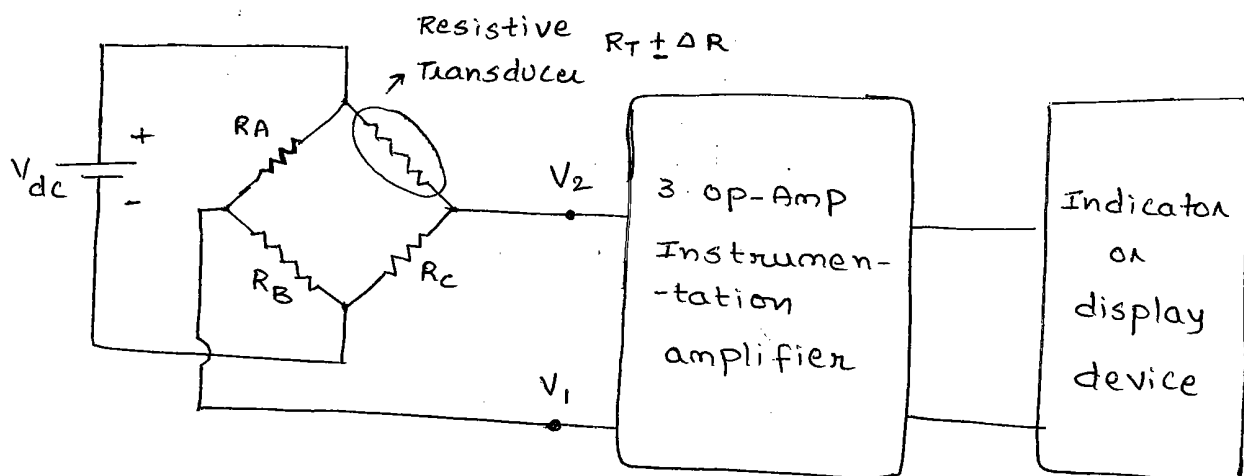 Resistive
Transducer
RT ± ΔR
RA
+
Vdc
-
RB
RC
V2
V1
3 Op-Amp
Instrumen-
-tation
amplifier
Indicator
or
display
device